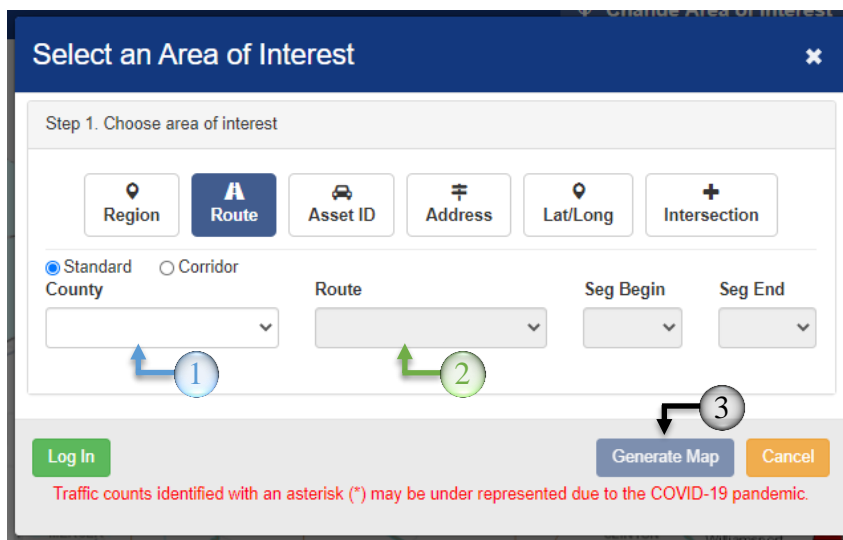 Change Area of Interest
Select an Area of Interest
Step 1. Choose area of interest
Region Route Asset ID Address Lat/Long Intersection
Standard Corridor
County Route Seg Begin Seg End
1 2
3
Log In Generate Map Cancel
Traffic counts identified with an asterisk (*) may be under represented due to the COVID-19 pandemic.